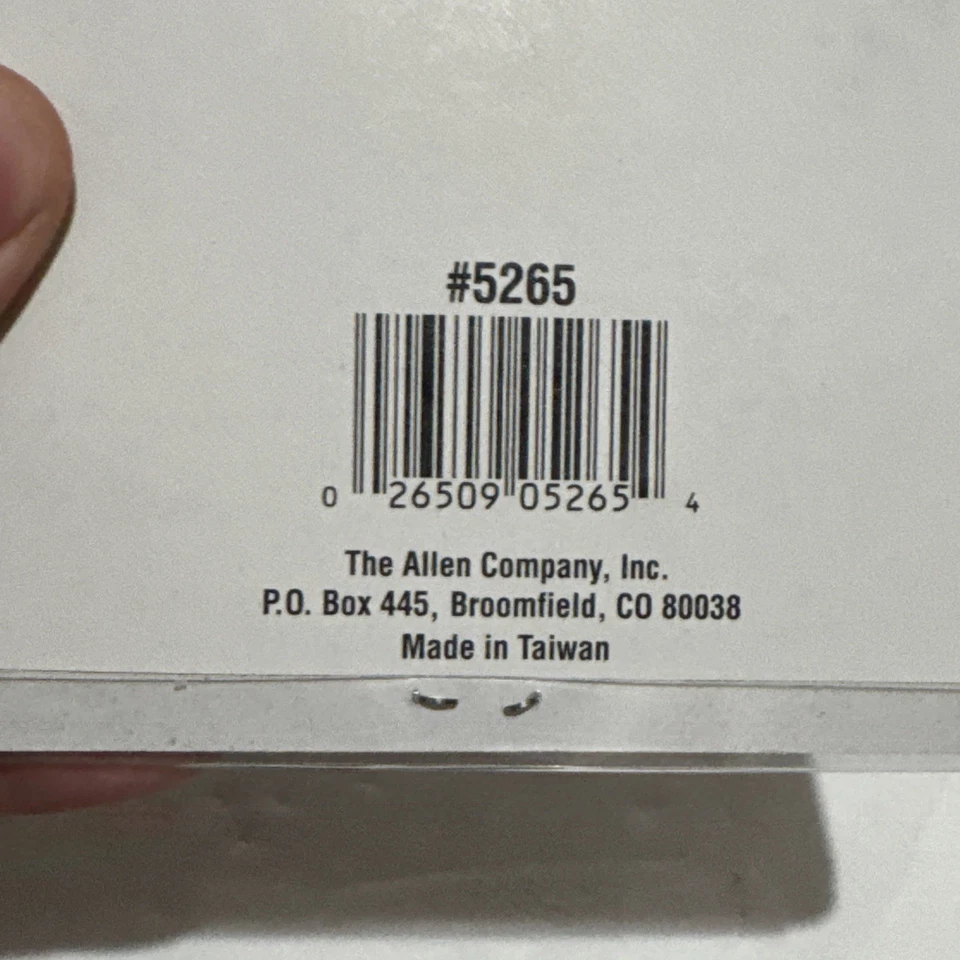 #5265
0 26509 05265 4
The Allen Company, Inc.
P.O. Box 445, Broomfield, CO 80038
Made in Taiwan